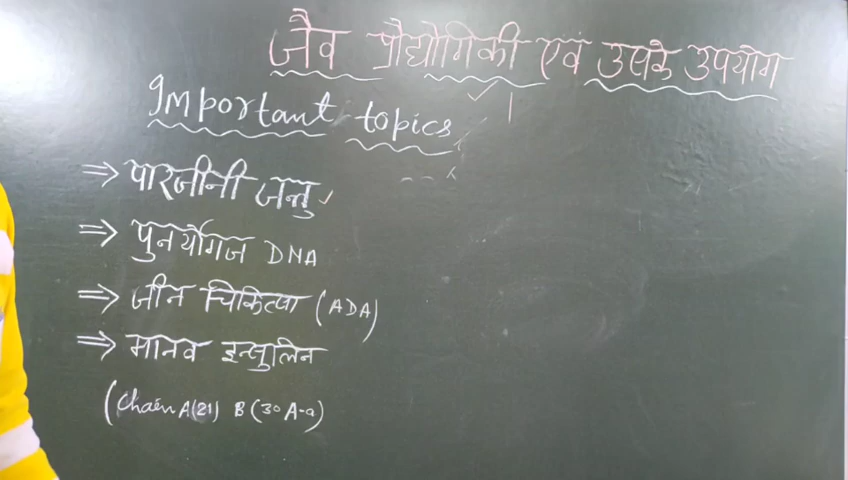 जैव प्रौद्योगिकी एवं उसके उपयोग
Important topics
⇒ पारजीनी जन्तु
⇒ पुनर्योगज DNA
⇒ जीन चिकित्सा (ADA)
⇒ मानव इन्सुलिन
(Chain A(21) B (30 A-a)